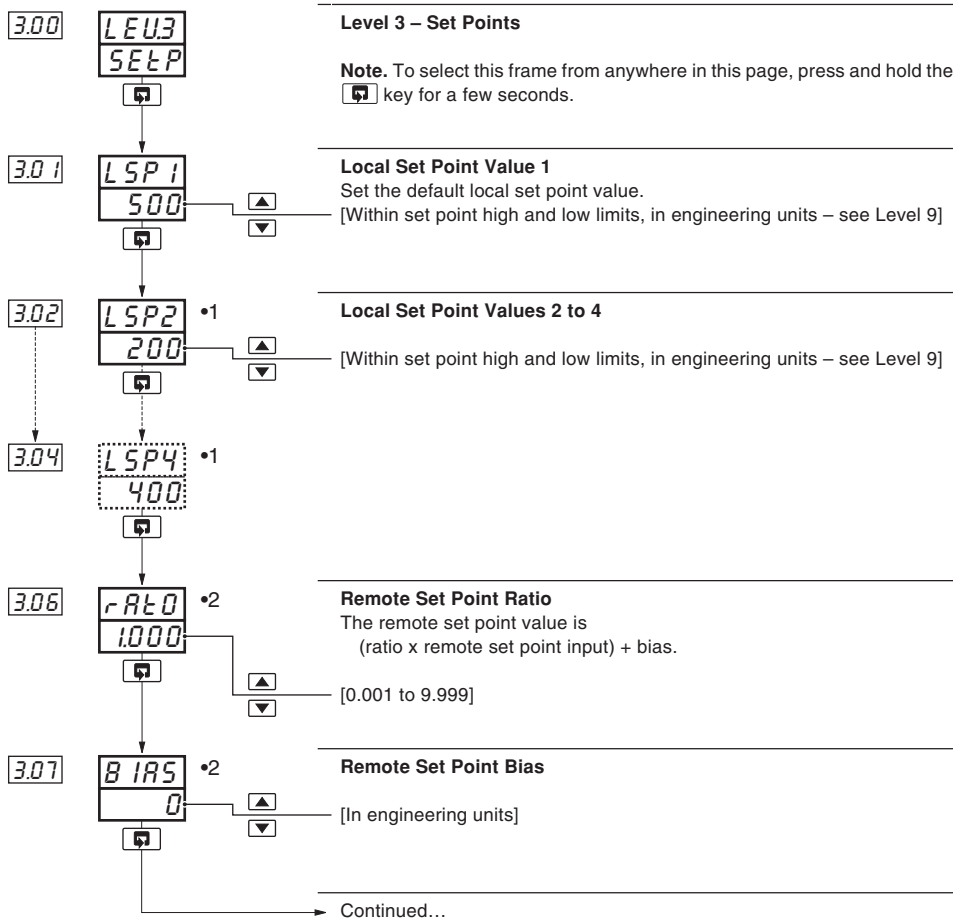 3.00
LEV.3
SEtP
Level 3 – Set Points
Note. To select this frame from anywhere in this page, press and hold the
key for a few seconds.
3.01
LSP1
500
Local Set Point Value 1
Set the default local set point value.
[Within set point high and low limits, in engineering units – see Level 9]
3.02
LSP2
200
•1
Local Set Point Values 2 to 4
[Within set point high and low limits, in engineering units – see Level 9]
3.04
LSP4
400
•1
3.06
rAtO
1.000
•2
Remote Set Point Ratio
The remote set point value is
(ratio x remote set point input) + bias.
[0.001 to 9.999]
3.07
BIAS
0
•2
Remote Set Point Bias
[In engineering units]
Continued…